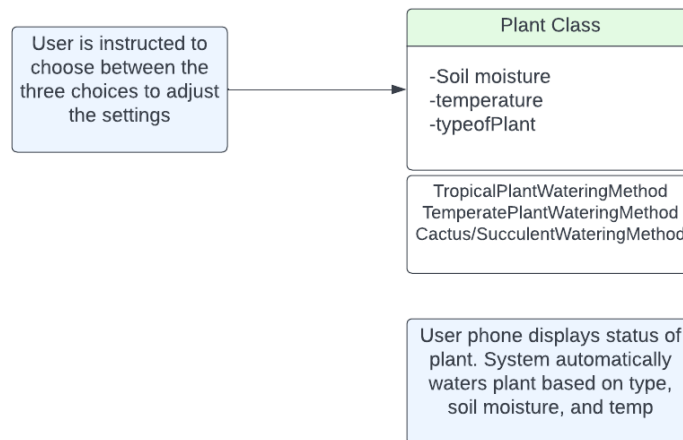 User is instructed to
choose between the
three choices to adjust
the settings
Plant Class
-Soil moisture
-temperature
-typeofPlant
TropicalPlantWateringMethod
TemperatePlantWateringMethod
Cactus/SucculentWateringMethod
User phone displays status of
plant. System automatically
waters plant based on type,
soil moisture, and temp